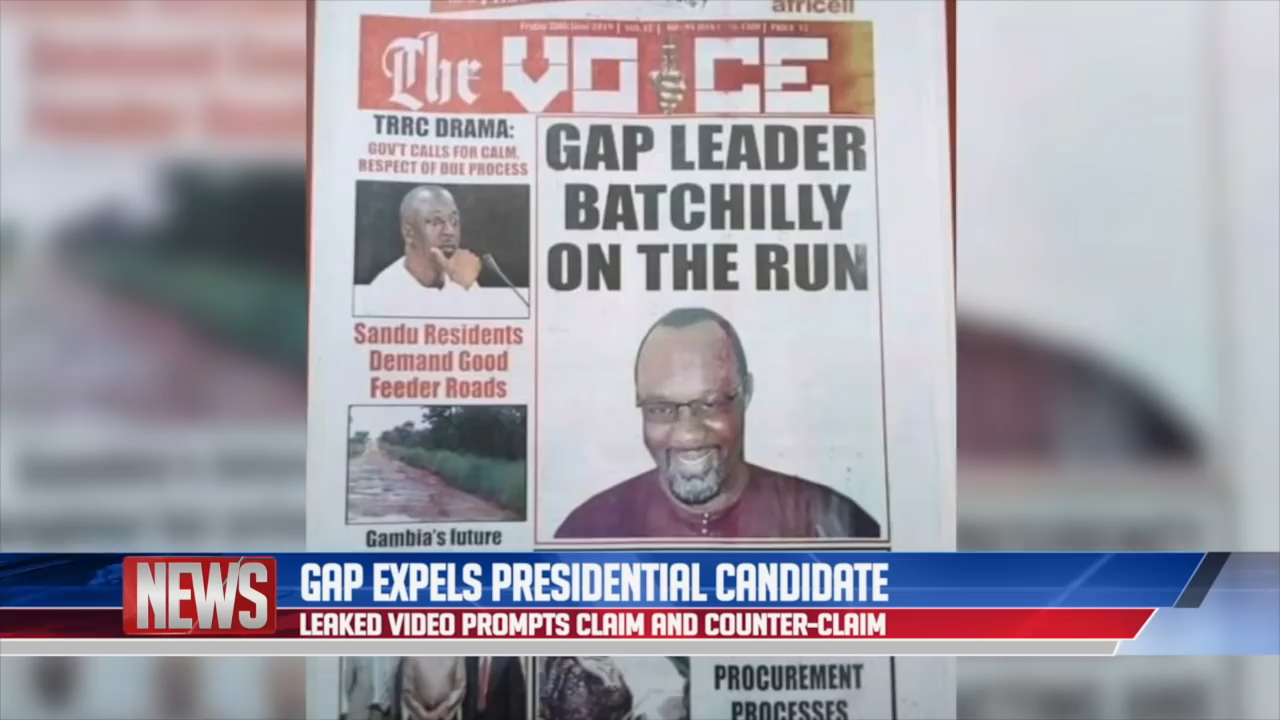 africell
The VOICE
TRRC DRAMA:
GOV'T CALLS FOR CALM,
RESPECT OF DUE PROCESS
GAP LEADER
BATCHILLY
ON THE RUN
Sandu Residents
Demand Good
Feeder Roads
Gambia's future
NEWS
GAP EXPELS PRESIDENTIAL CANDIDATE
LEAKED VIDEO PROMPTS CLAIM AND COUNTER-CLAIM
PROCUREMENT
PROCESSES